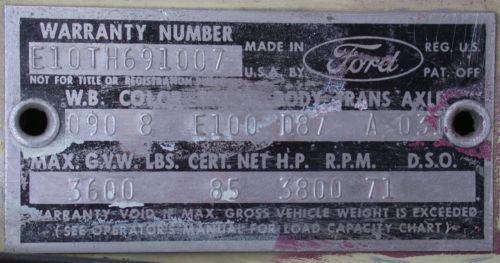 WARRANTY NUMBER
E10TH691007
MADE IN Ford REG. U.S.
U.S.A. BY PAT. OFF.
NOT FOR TITLE OR REGISTRATION
W.B. COLOR BODY TRANS AXLE
090 8 E100 D87 A 03
MAX. G.V.W. LBS. CERT. NET H.P. R.P.M. D.S.O.
3600 85 3800 71
WARRANTY VOID IF MAX. GROSS VEHICLE WEIGHT IS EXCEEDED
(SEE OPERATOR'S MANUAL FOR LOAD CAPACITY CHART)